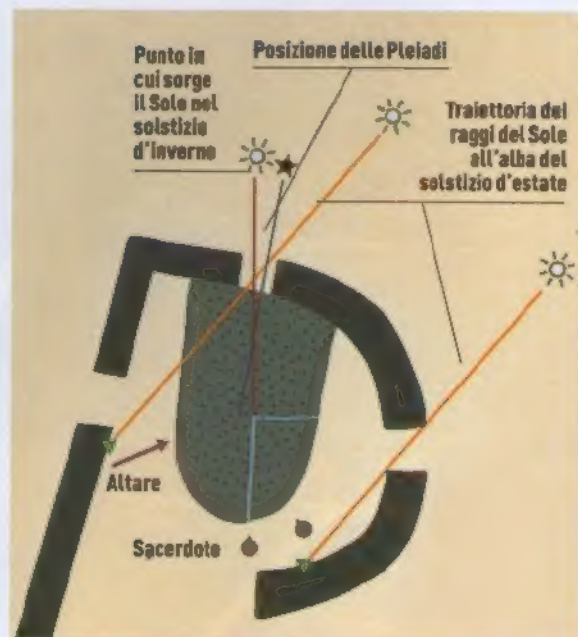 Punto in
cui sorge
il Sole nel
solstizio
d'inverno
Posizione delle Pleiadi
Traiettoria dei
raggi del Sole
all'alba del
solstizio d'estate
Altare
Sacerdote